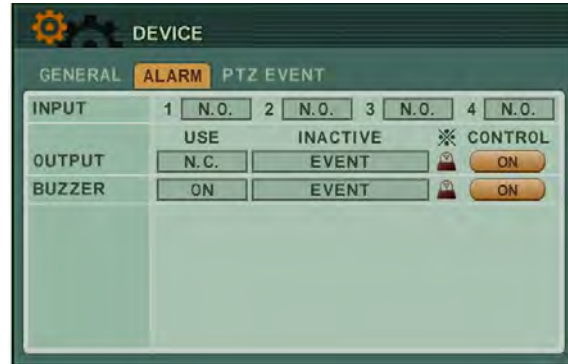 DEVICE
GENERAL ALARM PTZ EVENT
INPUT 1 N.O. 2 N.O. 3 N.O. 4 N.O.
USE INACTIVE ※ CONTROL
OUTPUT N.C. EVENT ON
BUZZER ON EVENT ON